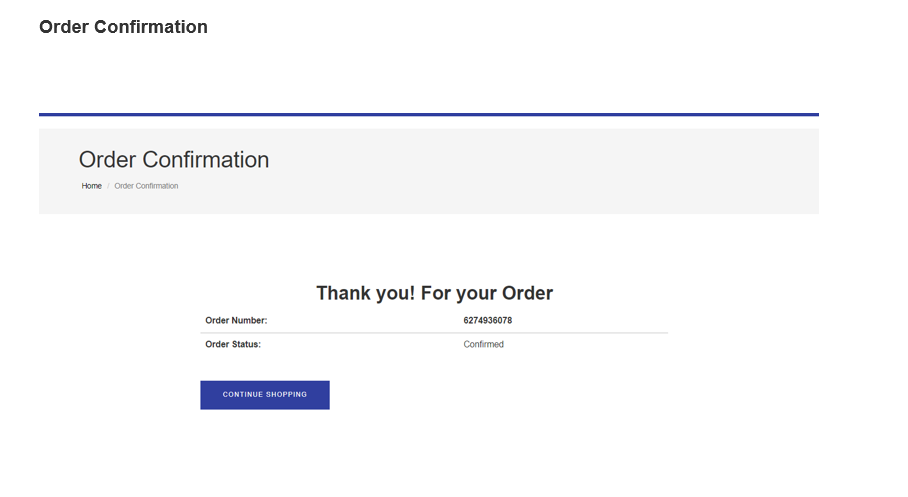 Order Confirmation
Order Confirmation
Home / Order Confirmation
Thank you! For your Order
Order Number: 6274936078
Order Status: Confirmed
CONTINUE SHOPPING